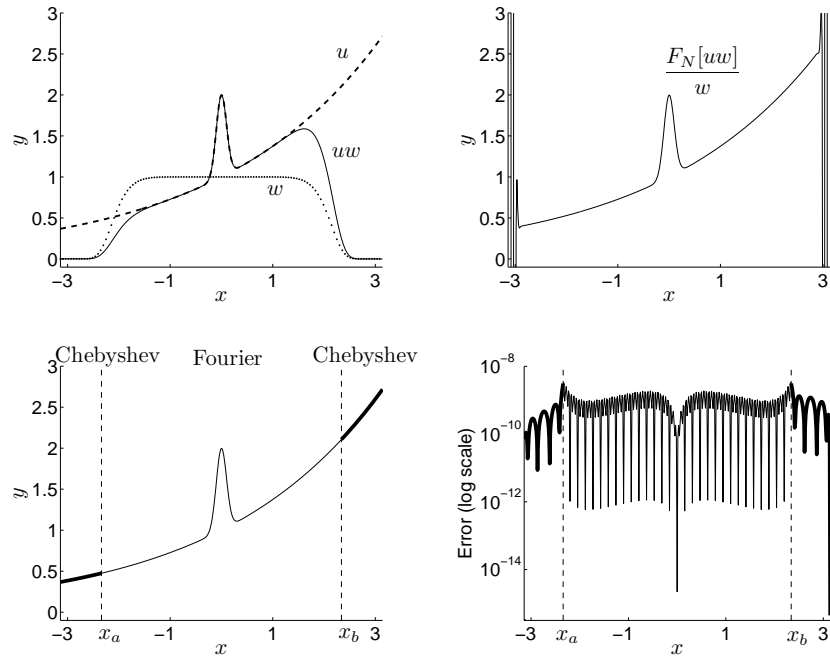 3
2.5
2
1.5
1
0.5
0
y
u
uw
w
−3 −1 1 3
x
3
2.5
2
1.5
1
0.5
0
y
F_N[uw]
w
−3 −1 1 3
x
Chebyshev Fourier Chebyshev
3
2.5
2
1.5
1
0.5
0
y
−3 x_a −1 1 x_b 3
x
10^−8
10^−10
10^−12
10^−14
Error (log scale)
−3 x_a −1 1 x_b 3
x